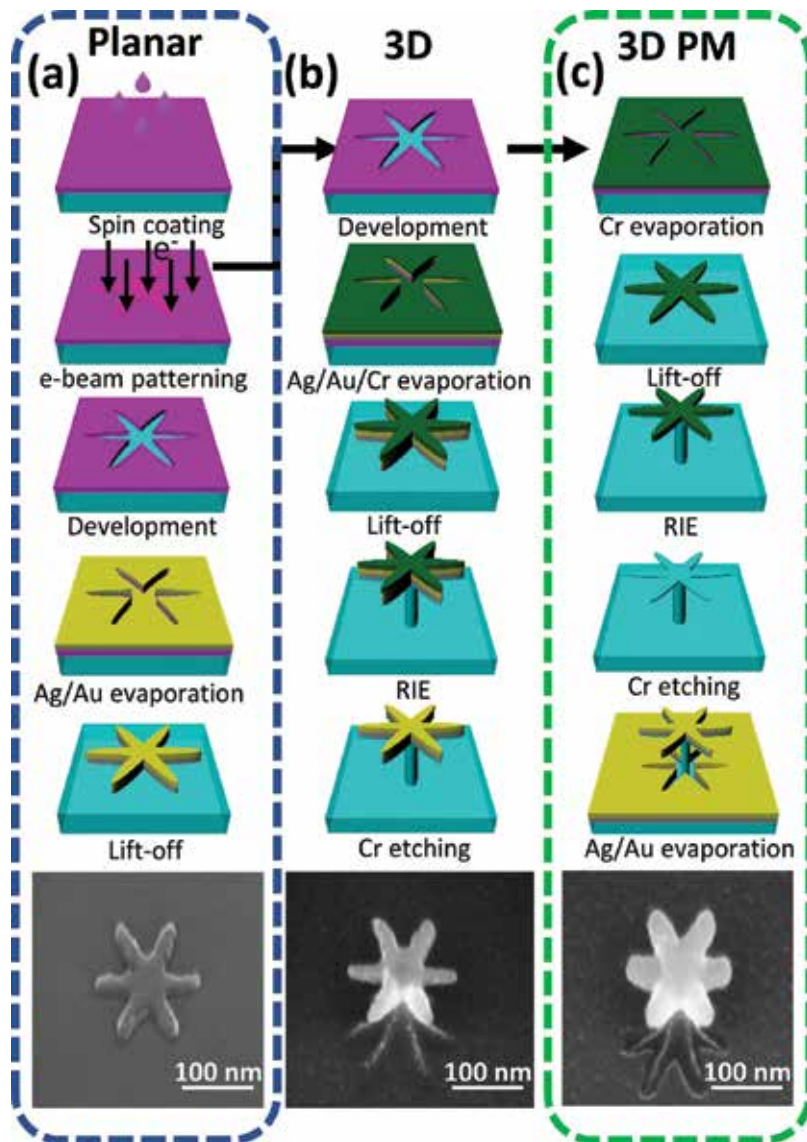 Planar
(a)
Spin coating
e-
e-beam patterning
Development
Ag/Au evaporation
Lift-off
100 nm
3D
(b)
Development
Ag/Au/Cr evaporation
Lift-off
RIE
Cr etching
100 nm
3D PM
(c)
Cr evaporation
Lift-off
RIE
Cr etching
Ag/Au evaporation
100 nm